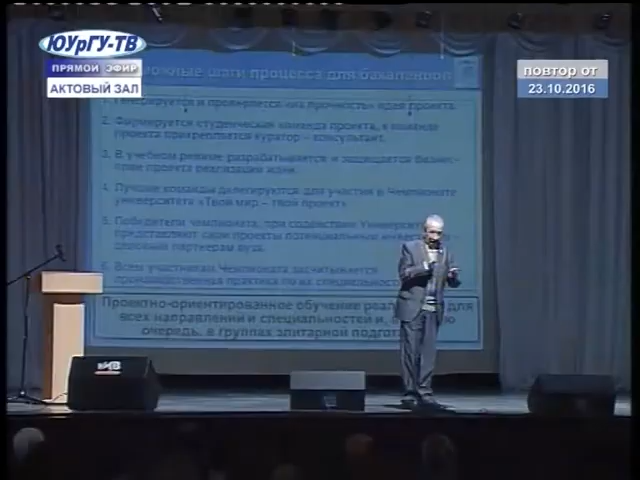 ЮУрГУ-ТВ
ПРЯМОЙ ЭФИР
АКТОВЫЙ ЗАЛ
повтор от
23.10.2016
шаги процесса для
1. Генерируется и проверяется «на прочность» идея проекта.
2. Формируется студенческая команда проекта, к команде
проекта прикрепляется куратор – консультант.
3. В учебном режиме разрабатывается и защищается бизнес-
план проекта реализации идеи.
4. Лучшие команды делегируются для участия в Чемпионате
университета «Твой мир – твой проект»
5. Победители чемпионата, при содействии Университета
представляют свои проекты потенциальным
партнерам вуза.
6. Всем участникам Чемпионата засчитывается
производственная практика по их специальности
Проектно-ориентированное обучение для
всех направлений и специальностей и, в
очередь, в группах элитарной